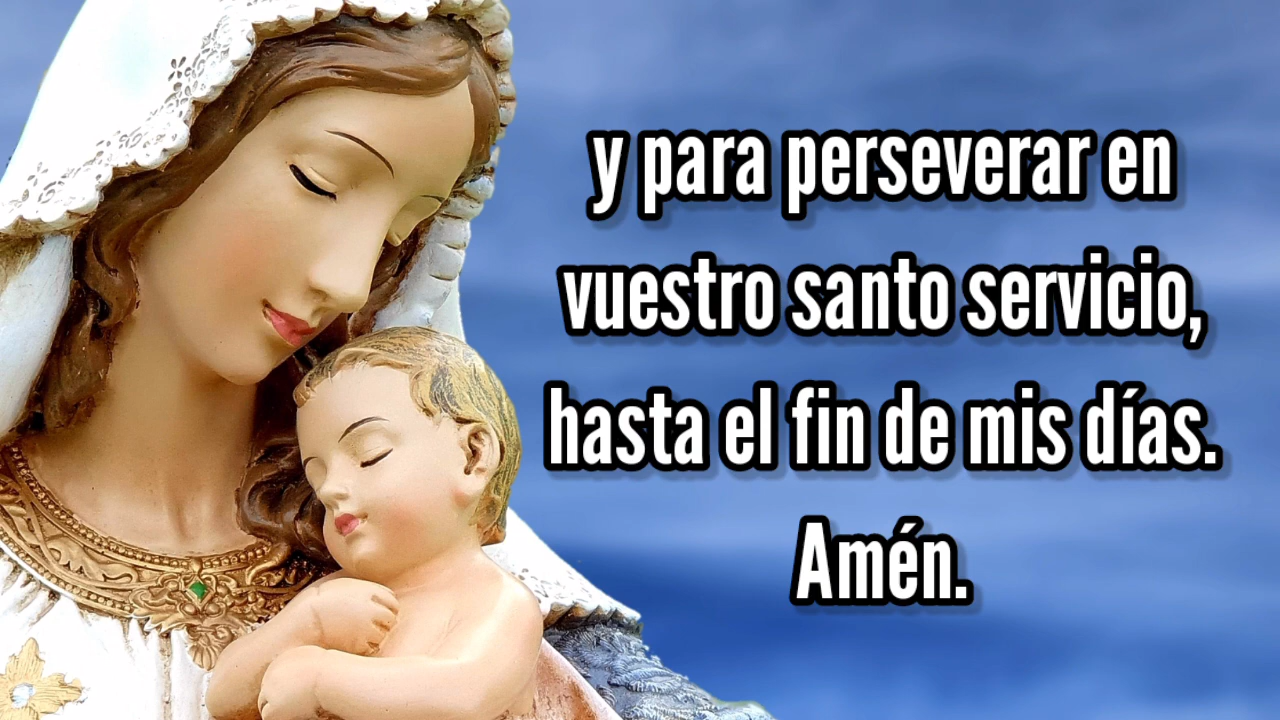 y para perseverar en
vuestro santo servicio,
hasta el fin de mis días.
Amén.